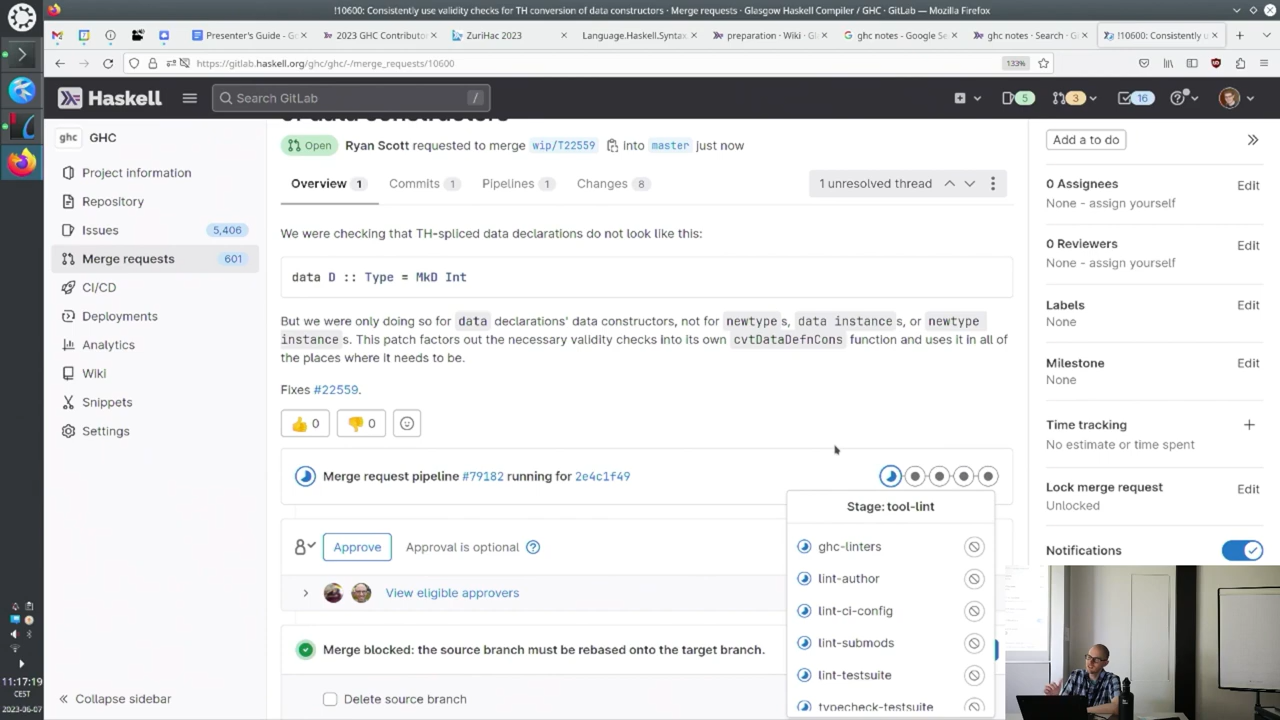 !10600: Consistently use validity checks for TH conversion of data constructors · Merge requests · Glasgow Haskell Compiler / GHC · GitLab — Mozilla Firefox
Presenter's Guide - G
2023 GHC Contributor
ZuriHac 2023
Language.Haskell.Syntax
preparation · Wiki · G
ghc notes - Google Se
ghc notes · Search · G
!10600: Consistently u
https://gitlab.haskell.org/ghc/ghc/-/merge_requests/10600
133%
Haskell
Search GitLab
/
5
3
16
ghc GHC
Project information
Repository
Issues 5,406
Merge requests 601
CI/CD
Deployments
Analytics
Wiki
Snippets
Settings
Collapse sidebar
of data constructors
Open Ryan Scott requested to merge wip/T22559 into master just now
Overview 1 Commits 1 Pipelines 1 Changes 8
1 unresolved thread
We were checking that TH-spliced data declarations do not look like this:
data D :: Type = MkD Int
But we were only doing so for data declarations' data constructors, not for newtype s, data instance s, or newtype
instance s. This patch factors out the necessary validity checks into its own cvtDataDefnCons function and uses it in all of
the places where it needs to be.
Fixes #22559.
👍 0 👎 0
Merge request pipeline #79182 running for 2e4c1f49
Approve Approval is optional
View eligible approvers
Merge blocked: the source branch must be rebased onto the target branch.
Delete source branch
Stage: tool-lint
ghc-linters
lint-author
lint-ci-config
lint-submods
lint-testsuite
typecheck-testsuite
Add a to do
0 Assignees Edit
None - assign yourself
0 Reviewers Edit
None - assign yourself
Labels Edit
None
Milestone Edit
None
Time tracking
No estimate or time spent
Lock merge request Edit
Unlocked
Notifications
11:17:19
CEST
2023-06-07